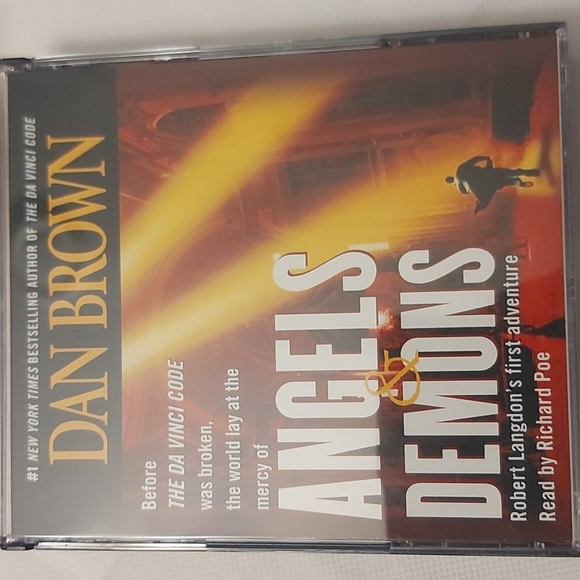 #1 NEW YORK TIMES BESTSELLING AUTHOR OF THE DA VINCI CODE
DAN BROWN
Before
THE DA VINCI CODE
was broken,
the world lay at the
mercy of
ANGELS
&
DEMONS
Robert Langdon's first adventure
Read by Richard Poe